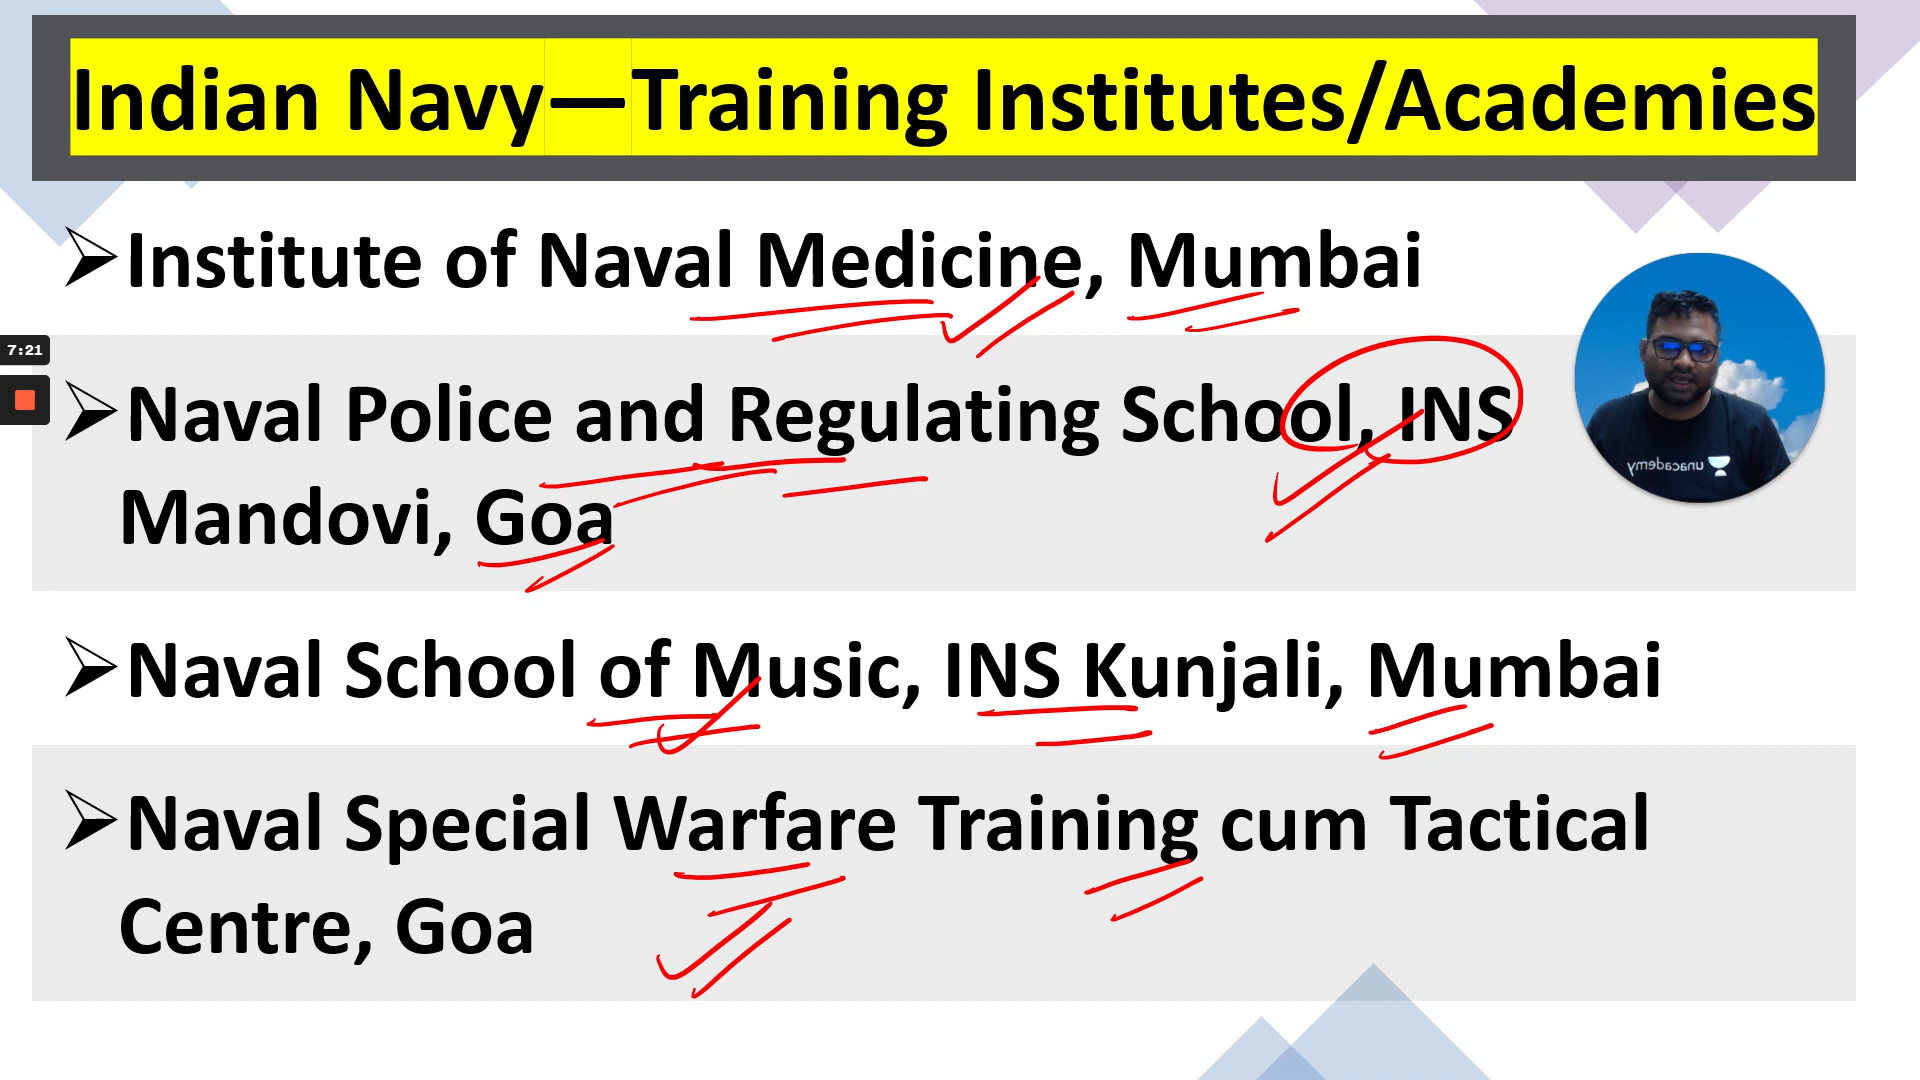 Indian Navy—Training Institutes/Academies
➢Institute of Naval Medicine, Mumbai
7:21
➢Naval Police and Regulating School, INS
Mandovi, Goa
unacademy
➢Naval School of Music, INS Kunjali, Mumbai
➢Naval Special Warfare Training cum Tactical
Centre, Goa